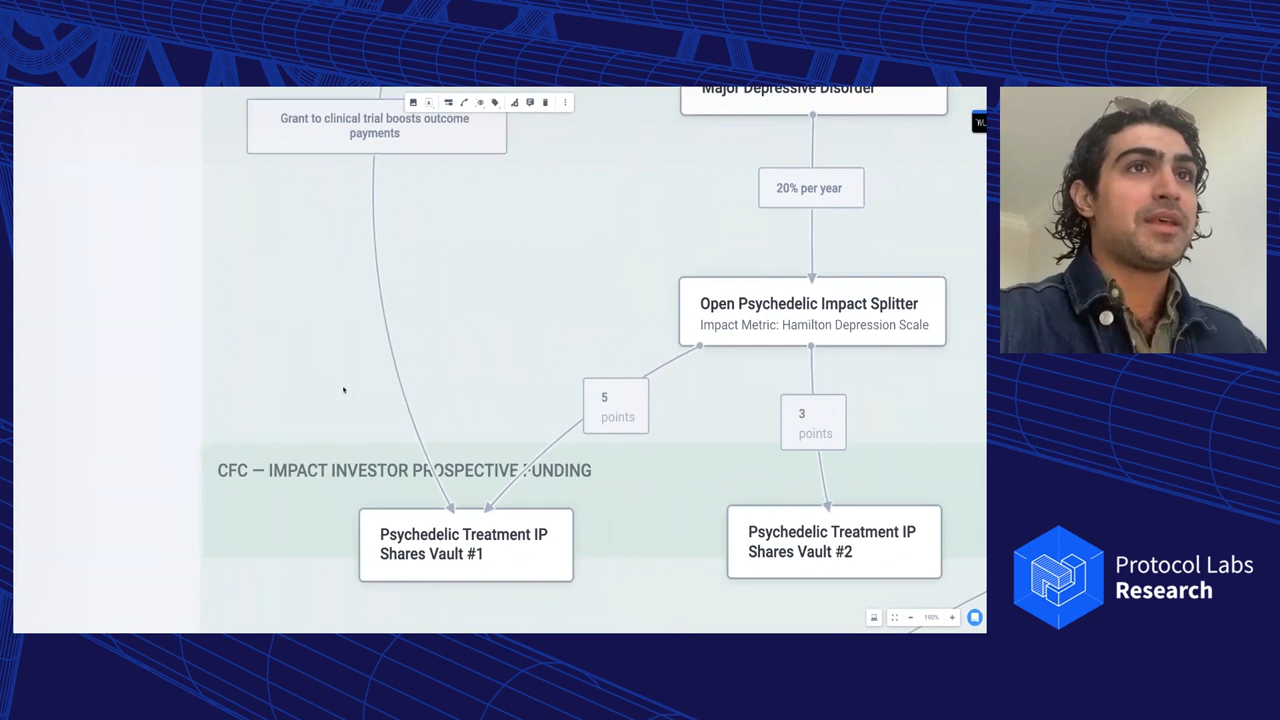 Grant to clinical trial boosts outcome
payments
Major Depressive Disorder
20% per year
Open Psychedelic Impact Splitter
Impact Metric: Hamilton Depression Scale
5
points
3
points
CFC — IMPACT INVESTOR PROSPECTIVE FUNDING
Psychedelic Treatment IP
Shares Vault #1
Psychedelic Treatment IP
Shares Vault #2
190%
Protocol Labs
Research